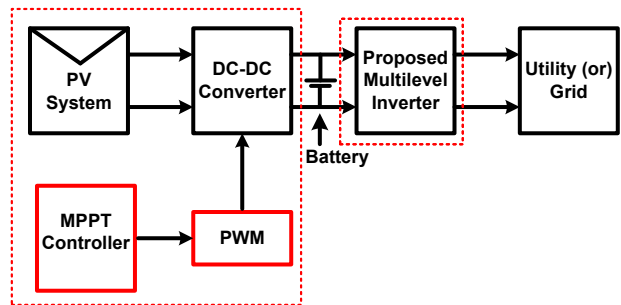 PV
System
DC-DC
Converter
Proposed
Multilevel
Inverter
Utility (or)
Grid
Battery
MPPT
Controller
PWM